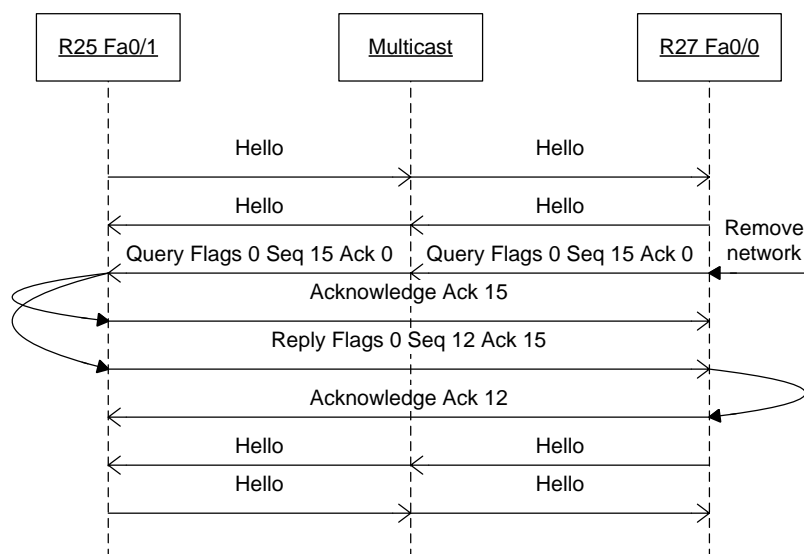 R25 Fa0/1 Multicast R27 Fa0/0
Hello Hello
Hello Hello
Remove
network
Query Flags 0 Seq 15 Ack 0 Query Flags 0 Seq 15 Ack 0
Acknowledge Ack 15
Reply Flags 0 Seq 12 Ack 15
Acknowledge Ack 12
Hello Hello
Hello Hello